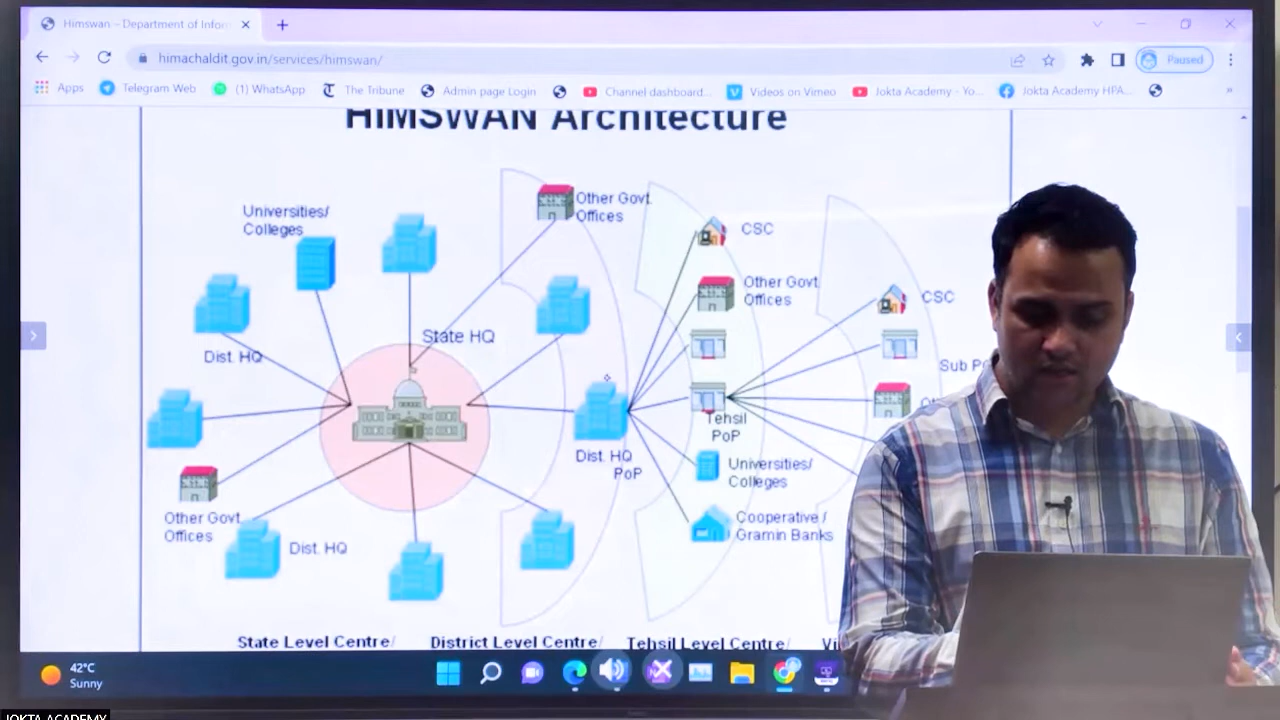 Himswan – Department of Infor
himachaldit.gov.in/services/himswan/
Paused
Apps
Telegram Web
(1) WhatsApp
The Tribune
Admin page Login
Channel dashboard...
Videos on Vimeo
Jokta Academy - Yo...
Jokta Academy HPA...
HIMSWAN Architecture
Other Govt.
Offices
Universities/
Colleges
CSC
Other Govt.
Offices
CSC
State HQ
Dist. HQ
Sub
Tehsil
PoP
Dist. HQ
PoP
Universities/
Colleges
Other Govt.
Offices
Cooperative /
Gramin Banks
Dist. HQ
State Level Centre/
District Level Centre/
Tehsil Level Centre/
42°C
Sunny
JOKTA ACADEMY